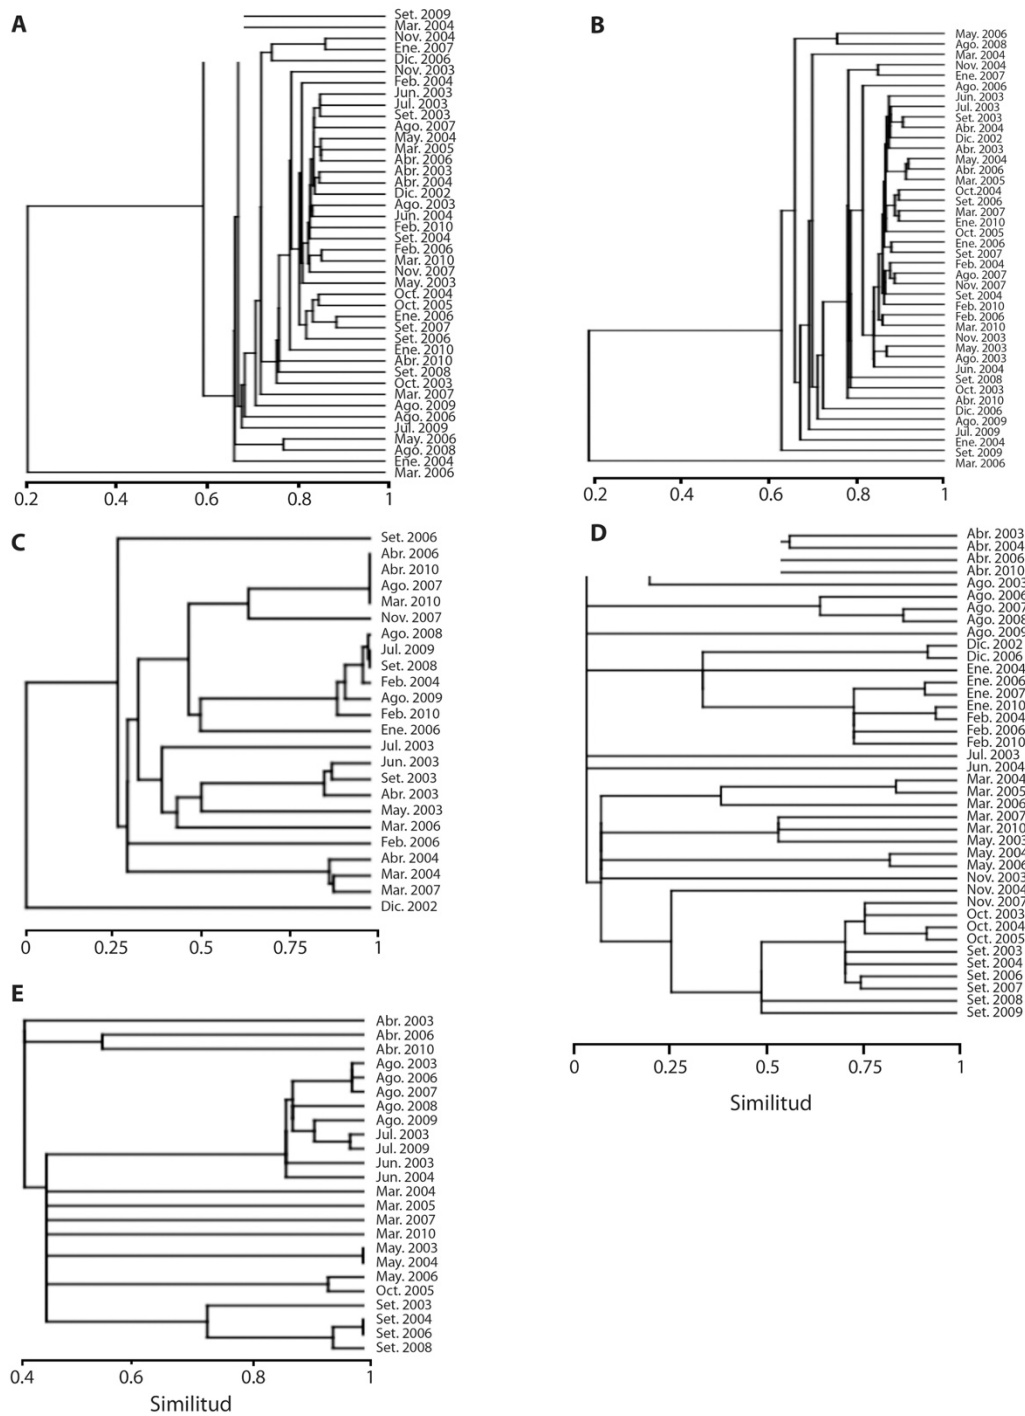 A
Set. 2009
Mar. 2004
Nov. 2004
Ene. 2007
Dic. 2006
Nov. 2003
Feb. 2004
Jun. 2003
Jul. 2003
Set. 2003
Ago. 2007
May. 2004
Mar. 2005
Abr. 2006
Abr. 2003
Abr. 2004
Dic. 2002
Ago. 2003
Jun. 2004
Feb. 2010
Set. 2004
Feb. 2006
Mar. 2010
Nov. 2007
May. 2003
Oct. 2004
Oct. 2005
Ene. 2006
Set. 2007
Set. 2006
Ene. 2010
Abr. 2010
Set. 2008
Oct. 2003
Mar. 2007
Ago. 2009
Ago. 2006
Jul. 2009
May. 2006
Ago. 2008
Ene. 2004
Mar. 2006
0.2 0.4 0.6 0.8 1
B
May. 2006
Ago. 2008
Mar. 2004
Nov. 2004
Ene. 2007
Ago. 2006
Jun. 2003
Jul. 2003
Set. 2003
Abr. 2004
Dic. 2002
Abr. 2003
May. 2004
Abr. 2006
Mar. 2005
Oct.2004
Set. 2006
Mar. 2007
Ene. 2010
Oct. 2005
Ene. 2006
Set. 2007
Feb. 2004
Ago. 2007
Nov. 2007
Set. 2004
Feb. 2010
Feb. 2006
Mar. 2010
Nov. 2003
May. 2003
Ago. 2003
Jun. 2004
Set. 2008
Oct. 2003
Abr. 2010
Dic. 2006
Ago. 2009
Jul. 2009
Ene. 2004
Set. 2009
Mar. 2006
0.2 0.4 0.6 0.8 1
C
Set. 2006
Abr. 2006
Abr. 2010
Ago. 2007
Mar. 2010
Nov. 2007
Ago. 2008
Jul. 2009
Set. 2008
Feb. 2004
Ago. 2009
Feb. 2010
Ene. 2006
Jul. 2003
Jun. 2003
Set. 2003
Abr. 2003
May. 2003
Mar. 2006
Feb. 2006
Abr. 2004
Mar. 2004
Mar. 2007
Dic. 2002
0 0.25 0.5 0.75 1
D
Abr. 2003
Abr. 2004
Abr. 2006
Abr. 2010
Ago. 2003
Ago. 2006
Ago. 2007
Ago. 2008
Ago. 2009
Dic. 2002
Dic. 2006
Ene. 2004
Ene. 2006
Ene. 2007
Ene. 2010
Feb. 2004
Feb. 2006
Feb. 2010
Jul. 2003
Jun. 2004
Mar. 2004
Mar. 2005
Mar. 2006
Mar. 2007
Mar. 2010
May. 2003
May. 2004
May. 2006
Nov. 2003
Nov. 2004
Nov. 2007
Oct. 2003
Oct. 2004
Oct. 2005
Set. 2003
Set. 2004
Set. 2006
Set. 2007
Set. 2008
Set. 2009
0 0.25 0.5 0.75 1
Similitud
E
Abr. 2003
Abr. 2006
Abr. 2010
Ago. 2003
Ago. 2006
Ago. 2007
Ago. 2008
Ago. 2009
Jul. 2003
Jul. 2009
Jun. 2003
Jun. 2004
Mar. 2004
Mar. 2005
Mar. 2007
Mar. 2010
May. 2003
May. 2004
May. 2006
Oct. 2005
Set. 2003
Set. 2004
Set. 2006
Set. 2008
0.4 0.6 0.8 1
Similitud